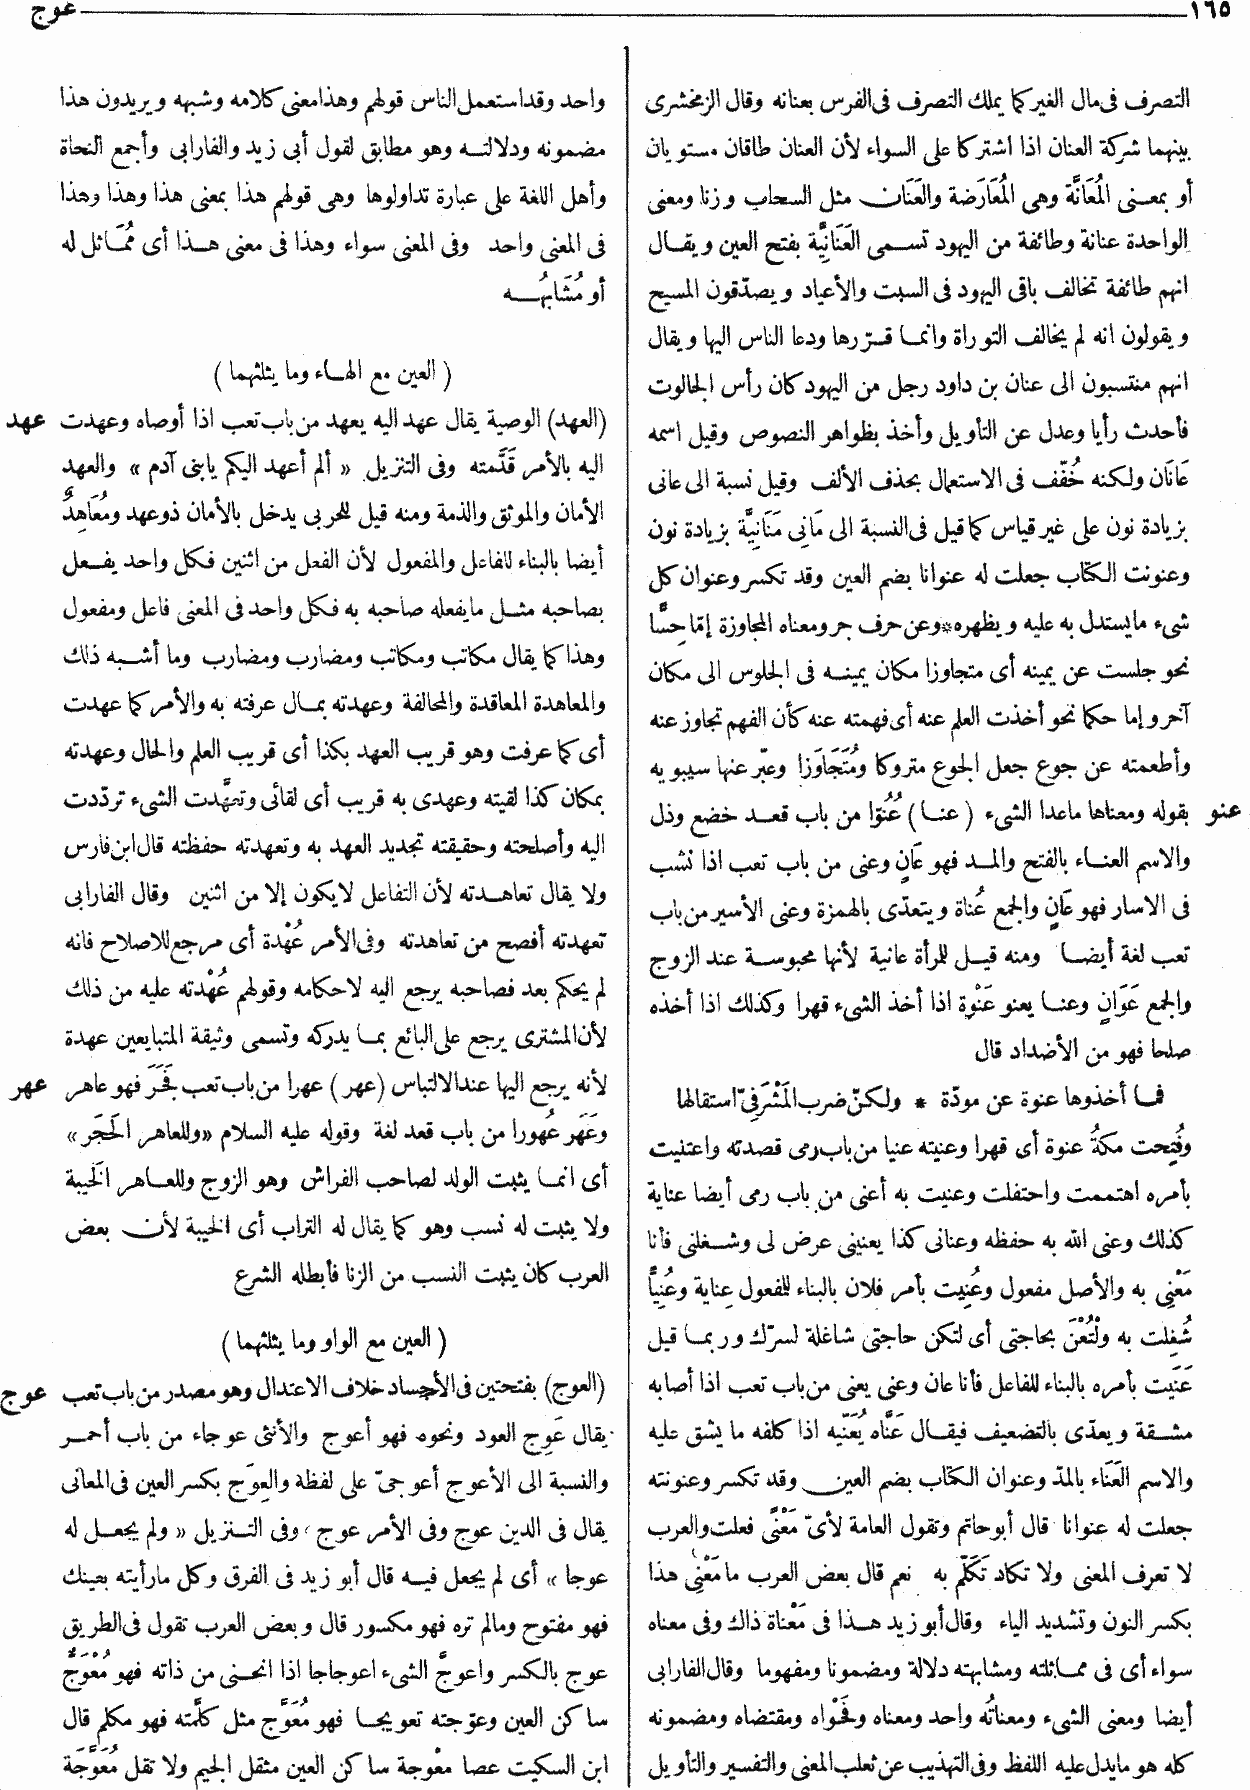 ١٦٥ عوج
التصرف فى مال الغير كما يملك التصرف فى الفرس بعنانه وقال الزمخشرى
بينهما شركة العنان اذا اشتركا على السواء لأن العنان طاقان مستويان
أو بمعنى المُعَانَّة وهى المُعَارَضة والعَنَان مثل السحاب وزنا ومعنى
الواحدة عنانة وطائفة من اليهود تسمى العَنَانِيَّة بفتح العين ويقال
انهم طائفة تخالف باقى اليهود فى السبت والأعياد ويصدّقون المسيح
ويقولون انه لم يخالف التوراة وانما قرّرها ودعا الناس اليها ويقال
انهم منتسبون الى عنان بن داود رجل من اليهود كان رأس الجالوت
فأحدث رأيا وعدل عن التأويل وأخذ بظواهر النصوص وقيل اسمه
عَانَان ولكنه خُفّف فى الاستعمال بحذف الألف وقيل نسبة الى عانى
بزيادة نون على غير قياس كما قيل فى النسبة الى مَانِى مَنَانِيَّة بزيادة نون
وعنونت الكتاب جعلت له عنوانا بضم العين وقد تكسر وعنوان كل
شىء ما يستدل به عليه ويظهره*وعن حرف جر ومعناه المجاوزة إمّا حِسًّا
نحو جلست عن يمينه أى متجاوزا مكان يمينه فى الجلوس الى مكان
آخر وإما حكما نحو أخذت العلم عنه أى فهمته عنه كأن الفهم تجاوز عنه
وأطعمته عن جوع جعل الجوع متروكا ومُتَجَاوَزا وعبّر عنها سيبويه
عنو بقوله ومعناها ماعدا الشىء (عنا) عُنُوّا من باب قعد خضع وذل
والاسم العناء بالفتح والمد فهو عَانٍ وعنى من باب تعب اذا نشب
فى الاسار فهو عَانٍ والجمع عُناة ويتعدّى بالهمزة وعنى الأسير من باب
تعب لغة أيضا ومنه قيل للمرأة عانية لأنها محبوسة عند الزوج
والجمع عَوَانٍ وعنا يعنو عَنْوة اذا أخذ الشىء قهرا وكذلك اذا أخذه
صلحا فهو من الأضداد قال
فما أخذوها عنوة عن مودّة * ولكنّ ضرب المَشْرَفِىّ استقالها
وفُتِحت مكةُ عنوة أى قهرا وعنيته عنيا من باب رمى قصدته واعتنيت
بأمره اهتممت واحتفلت وعنيت به أعنى من باب رمى أيضا عناية
كذلك وعنى الله به حفظه وعنانى كذا يعنينى عرض لى وشغلنى فأنا
مَعْنِى به والأصل مفعول وعُنِيت بأمر فلان بالبناء للمفعول عِناية وعُنِيًّا
شُغِلت به ولْتُعْنَ بحاجتى أى لتكن حاجتى شاغلة لسرّك وربما قيل
عَنَيت بأمره بالبناء للفاعل فأنا عان وعنى يعنى من باب تعب اذا أصابه
مشقة ويعدّى بالتضعيف فيقال عَنَّاه يُعَنّيه اذا كلفه ما يشق عليه
والاسم العَنَاء بالمدّ وعنوان الكتاب بضم العين وقد تكسر وعنونته
جعلت له عنوانا قال أبو حاتم وتقول العامة لأىّ مَعْنًى فعلت والعرب
لا تعرف المعنى ولا تكاد تَكَلَّم به نعم قال بعض العرب ما مَعْنِىّ هذا
بكسر النون وتشديد الياء وقال أبو زيد هذا فى مَعْناة ذاك وفى معناه
سواء أى فى مماثلته ومشابهته دلالة ومضمونا ومفهوما وقال الفارابى
أيضا ومعنى الشىء ومعناتُه واحد ومعناه وفَحْواه ومقتضاه ومضمونه
كله هو ما يدل عليه اللفظ وفى التهذيب عن ثعلب المعنى والتفسير والتأويل
واحد وقد استعمل الناس قولهم وهذا معنى كلامه وشبهه ويريدون هذا
مضمونه ودلالته وهو مطابق لقول أبى زيد والفارابى وأجمع النحاة
وأهل اللغة على عبارة تداولوها وهى قولهم هذا بمعنى هذا وهذا وهذا
فى المعنى واحد وفى المعنى سواء وهذا فى معنى هذا أى مُمَاثل له
أو مُشَابِهُه
(العين مع الهاء وما يثلثهما)
عهد (العهد) الوصية يقال عهد اليه يعهد من باب تعب اذا أوصاه وعهدت
اليه بالأمر قَدَّمته وفى التنزيل «ألم أعهد اليكم يابنى آدم» والعهد
الأمان والموثق والذمة ومنه قيل للحربى يدخل بالأمان ذو عهد ومُعَاهِدٌ
أيضا بالبناء للفاعل والمفعول لأن الفعل من اثنين فكل واحد يفعل
بصاحبه مثل ما يفعله صاحبه به فكل واحد فى المعنى فاعل ومفعول
وهذا كما يقال مكاتب ومكاتب ومضارب ومضارب وما أشبه ذلك
والمعاهدة المعاقدة والمحالفة وعهدته بمال عرفته به والأمر كما عهدت
أى كما عرفت وهو قريب العهد بكذا أى قريب العلم والحال وعهدته
بمكان كذا لقيته وعهدى به قريب أى لقائى وتعهَّدت الشىء تردّدت
اليه وأصلحته وحقيقته تجديد العهد به وتعهدته حفظته قال ابن فارس
ولا يقال تعاهدته لأن التفاعل لا يكون إلا من اثنين وقال الفارابى
تعهدته أفصح من تعاهدته وفى الأمر عُهْدة أى مرجع للاصلاح فانه
لم يحكم بعد فصاحبه يرجع اليه لاحكامه وقولهم عُهْدته عليه من ذلك
لأن المشترى يرجع على البائع بما يدركه وتسمى وثيقة المتبايعين عهدة
عهر لأنه يرجع اليها عند الالتباس (عهر) عهرا من باب تعب فَجَرَ فهو عاهر
وعَهَر عُهُورا من باب قعد لغة وقوله عليه السلام «وللعاهر الحَجَر»
أى انما يثبت الولد لصاحب الفراش وهو الزوج وللعاهر الخيبة
ولا يثبت له نسب وهو كما يقال له التراب أى الخيبة لأن بعض
العرب كان يثبت النسب من الزنا فأبطله الشرع
(العين مع الواو وما يثلثهما)
عوج (العوج) بفتحتين فى الأجساد خلاف الاعتدال وهو مصدر من باب تعب
يقال عَوِج العود ونحوه فهو أعوج والأنثى عوجاء من باب أحمر
والنسبة الى الأعوج أعوجىّ على لفظة والعِوَج بكسر العين فى المعانى
يقال فى الدين عوج وفى الأمر عوج وفى التنزيل «ولم يجعل له
عوجا» أى لم يجعل فيه قال أبو زيد فى الفرق وكل ما رأيته بعينك
فهو مفتوح ومالم تره فهو مكسور قال وبعض العرب تقول فى الطريق
عوج بالكسر واعوجَّ الشىء اعوجاجا اذا انحنى من ذاته فهو مُعْوَجٌّ
ساكن العين وعوّجته تعويجا فهو مُعَوَّج مثل كلَّمته فهو مكلم قال
ابن السكيت عصا معْوجة ساكن العين مثقل الجيم ولا تقل مُعَوَّجَة